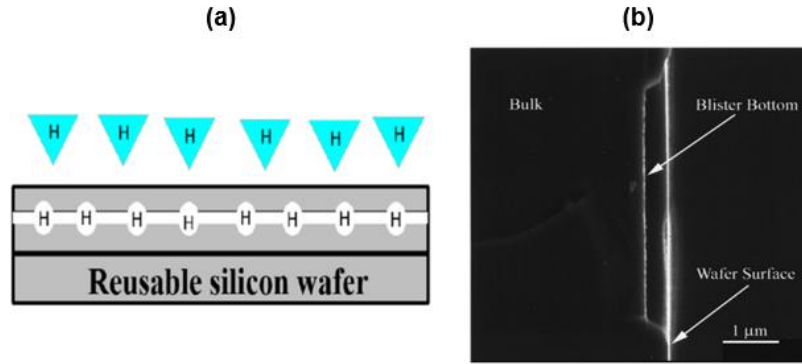 (a)
(b)
H H H H H H
H H H H H H H H
Reusable silicon wafer
Bulk
Blister Bottom
Wafer Surface
1 μm